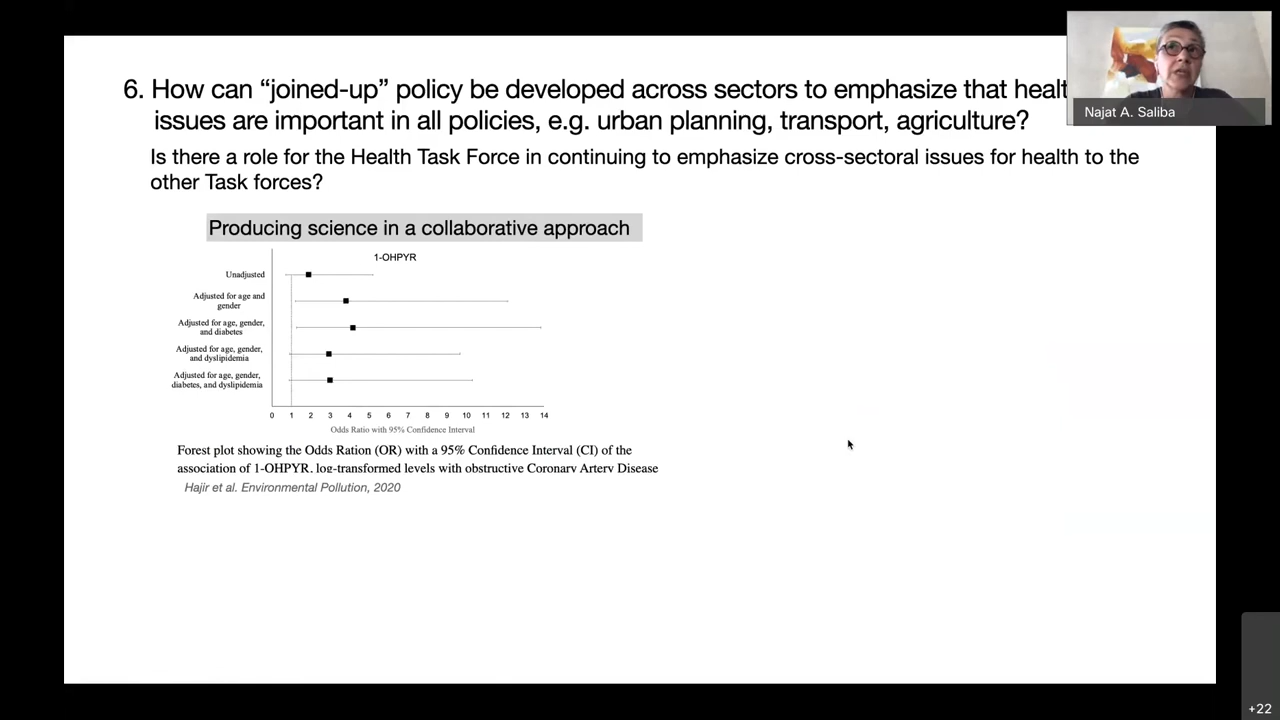 6. How can “joined-up” policy be developed across sectors to emphasize that healt
issues are important in all policies, e.g. urban planning, transport, agriculture?
Is there a role for the Health Task Force in continuing to emphasize cross-sectoral issues for health to the
other Task forces?
Najat A. Saliba
Producing science in a collaborative approach
1-OHPYR
Unadjusted
Adjusted for age and
gender
Adjusted for age, gender,
and diabetes
Adjusted for age, gender,
and dyslipidemia
Adjusted for age, gender,
diabetes, and dyslipidemia
0 1 2 3 4 5 6 7 8 9 10 11 12 13 14
Odds Ratio with 95% Confidence Interval
Forest plot showing the Odds Ration (OR) with a 95% Confidence Interval (CI) of the
association of 1-OHPYR. log-transformed levels with obstructive Coronary Artery Disease
Hajir et al. Environmental Pollution, 2020
+22